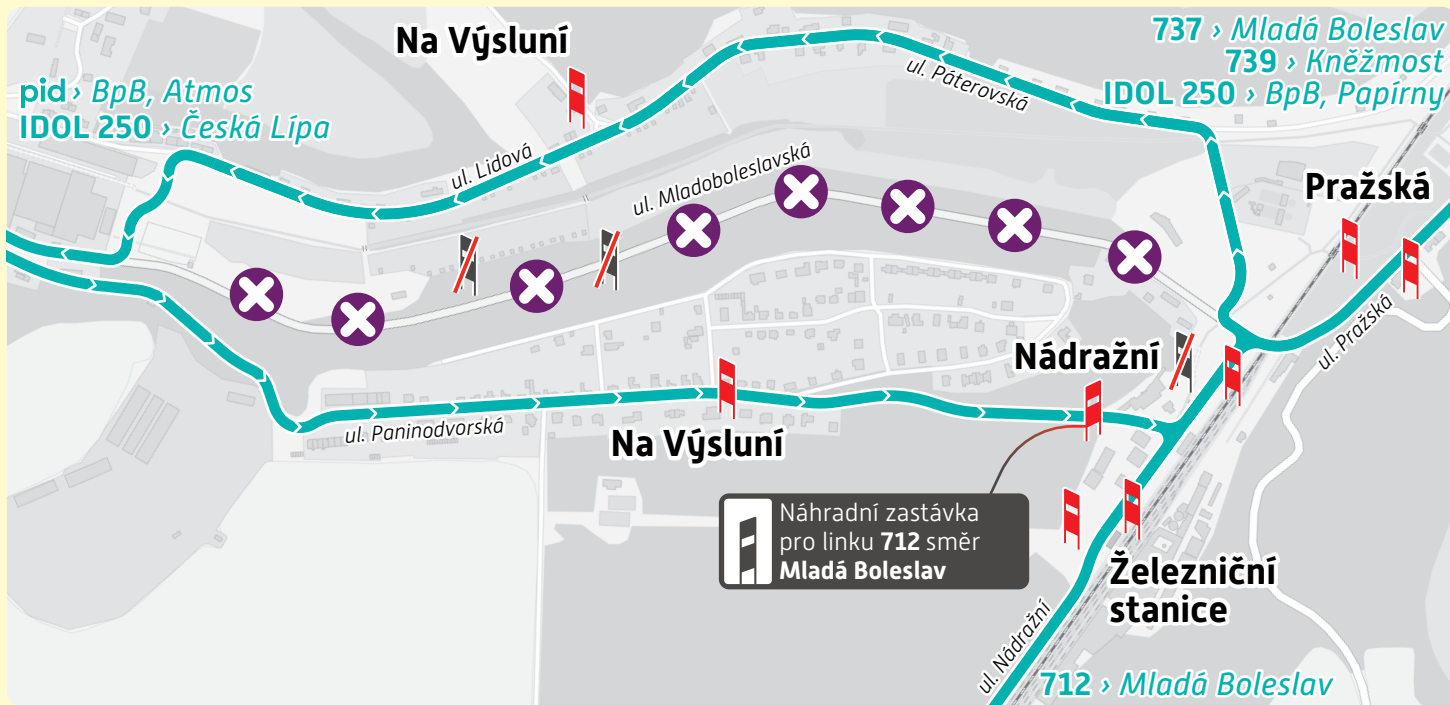 Na Výsluní
737 › Mladá Boleslav
739 › Kněžmost
IDOL 250 › BpB, Papírny
pid › BpB, Atmos
IDOL 250 › Česká Lípa
ul. Páterovská
ul. Lidová
ul. Mladoboleslavská
Pražská
ul. Pražská
Nádražní
ul. Paninodvorská
Na Výsluní
Náhradní zastávka
pro linku 712 směr
Mladá Boleslav
Železniční
stanice
ul. Nádražní
712 › Mladá Boleslav